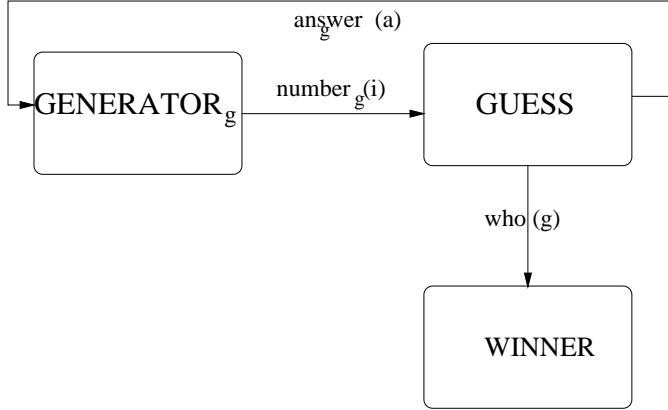 answer_g (a)
GENERATOR_g
number_g(i)
GUESS
who (g)
WINNER